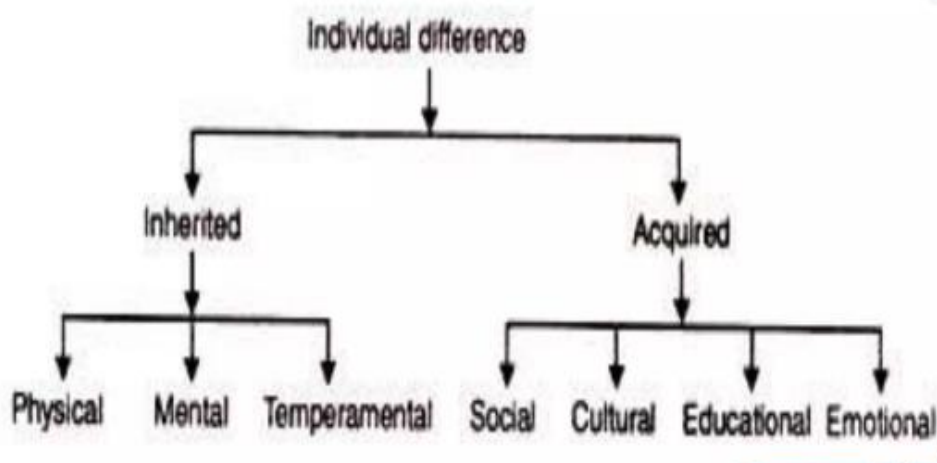 Individual difference
Inherited
Acquired
Physical Mental Temperamental Social Cultural Educational Emotional